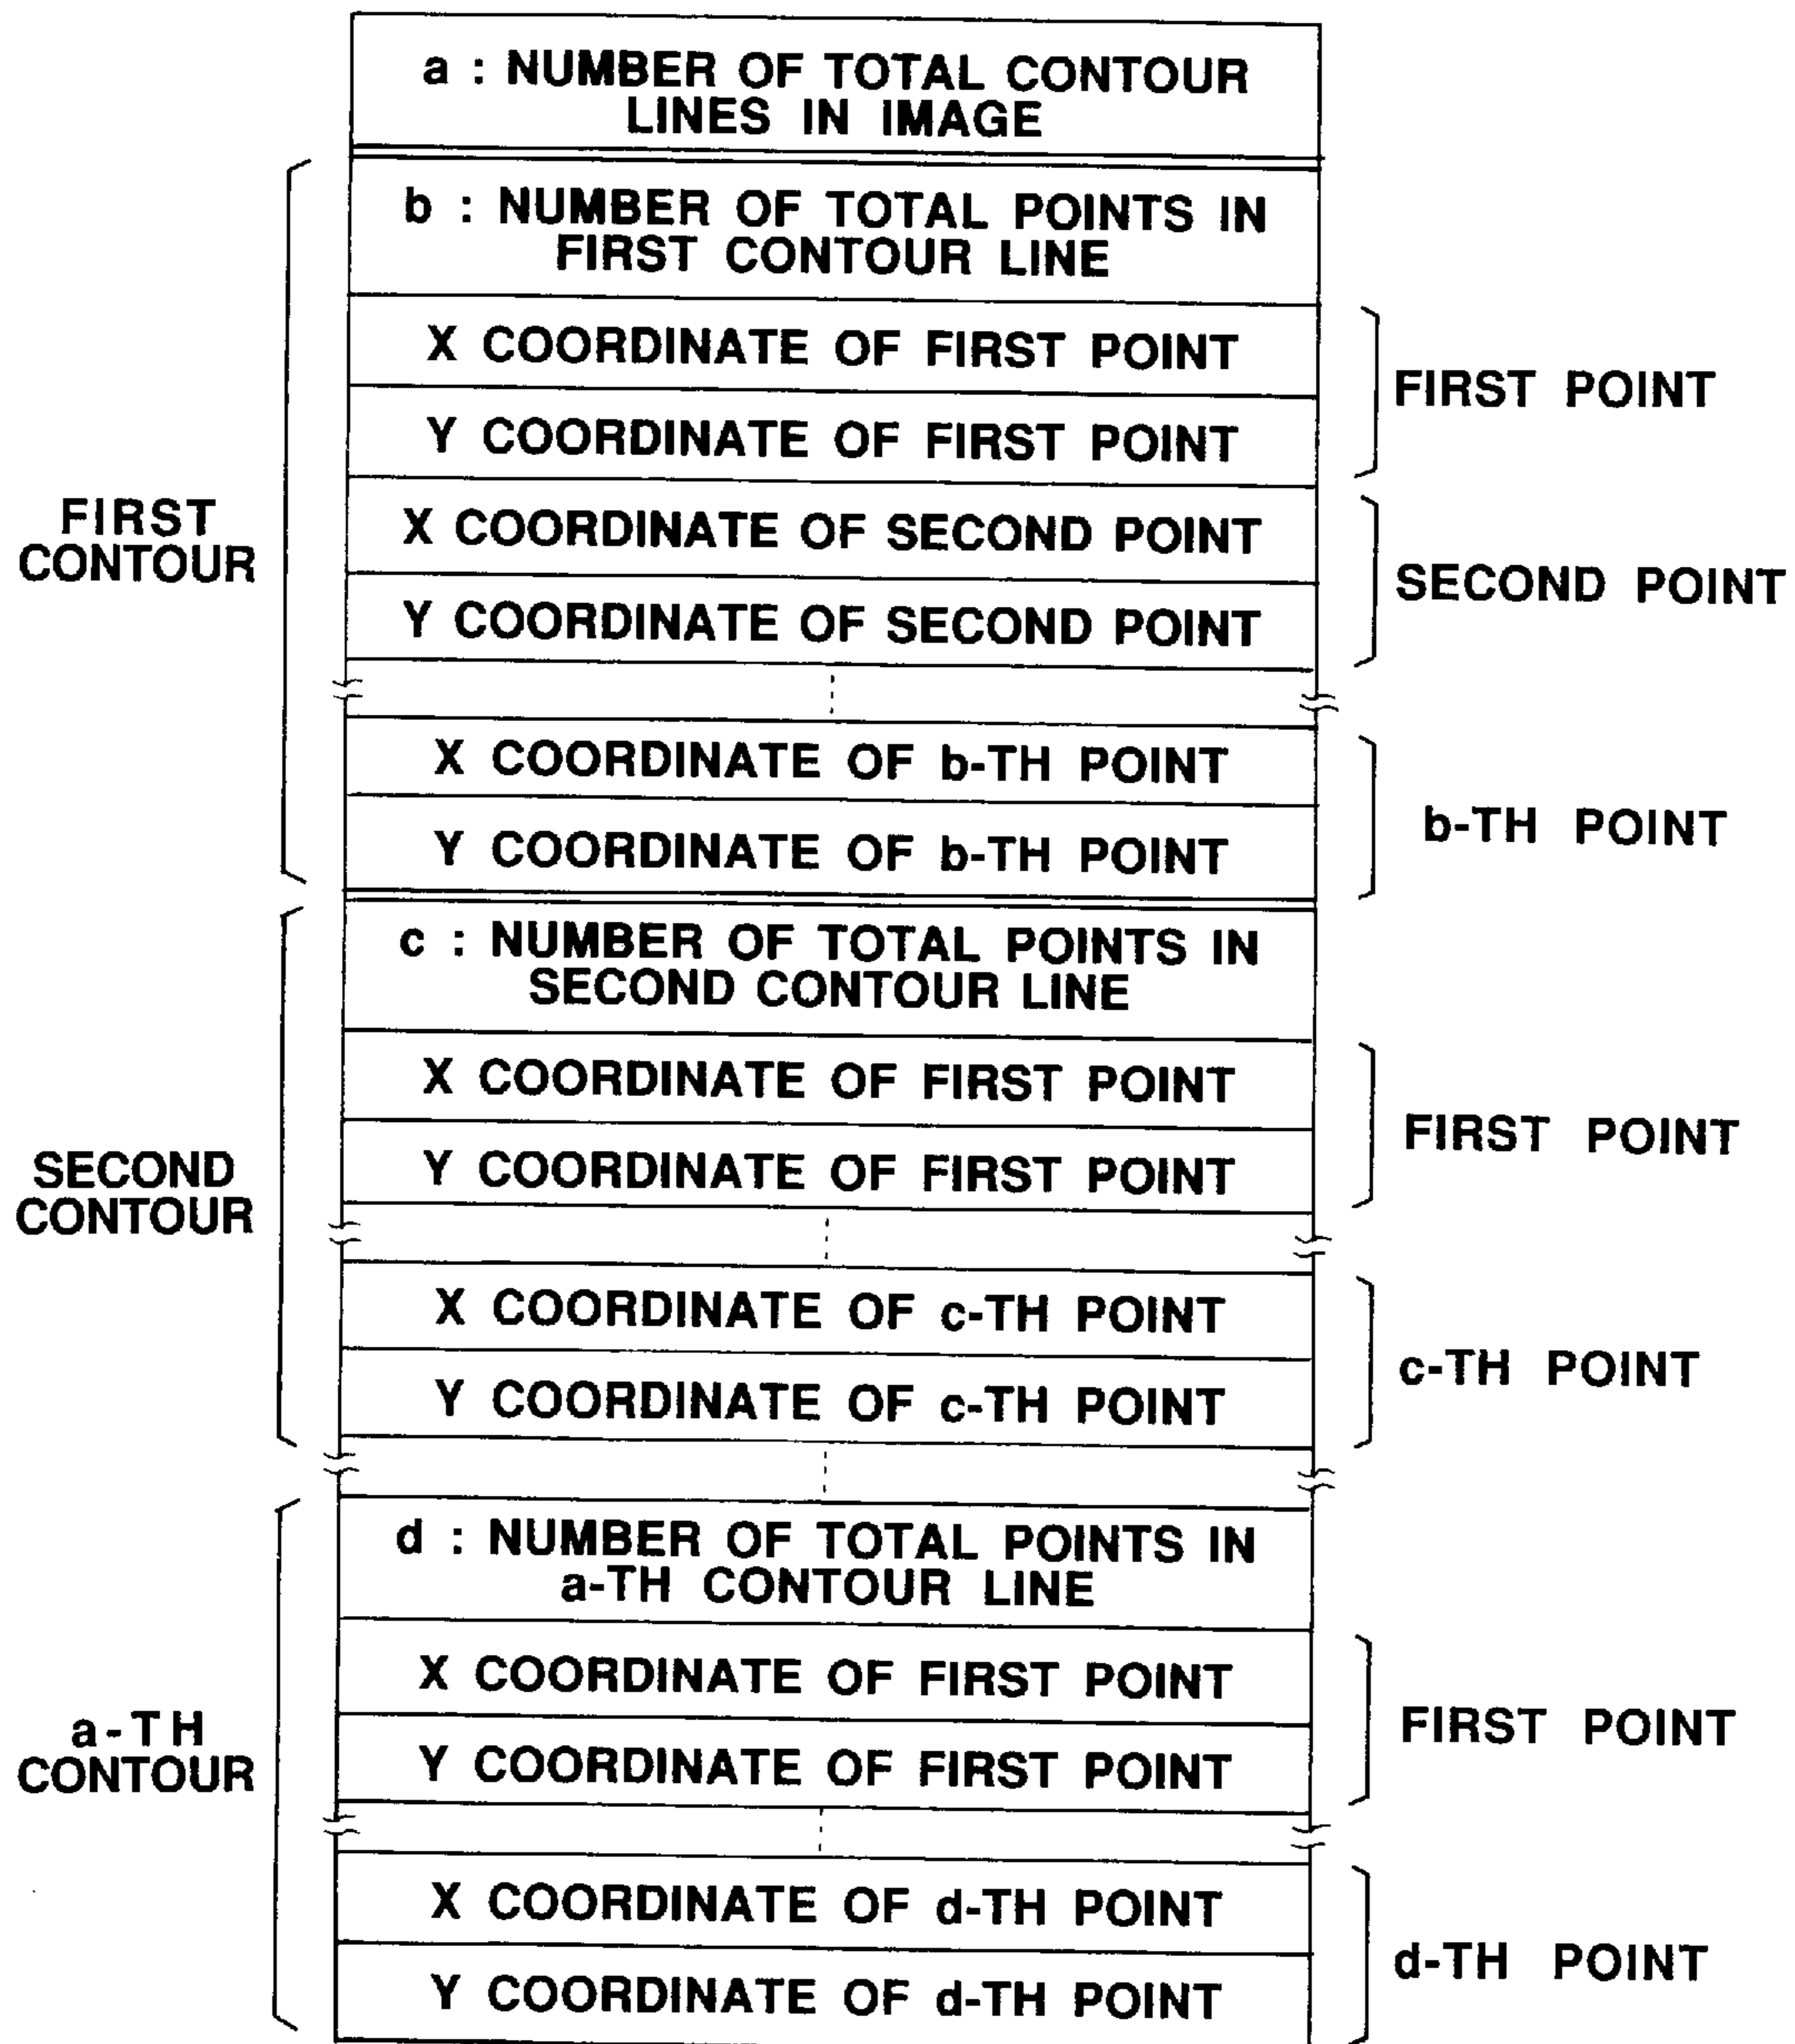 a : NUMBER OF TOTAL CONTOUR
LINES IN IMAGE
b : NUMBER OF TOTAL POINTS IN
FIRST CONTOUR LINE
X COORDINATE OF FIRST POINT
Y COORDINATE OF FIRST POINT
FIRST POINT
FIRST
CONTOUR
X COORDINATE OF SECOND POINT
Y COORDINATE OF SECOND POINT
SECOND POINT
X COORDINATE OF b-TH POINT
Y COORDINATE OF b-TH POINT
b-TH POINT
c : NUMBER OF TOTAL POINTS IN
SECOND CONTOUR LINE
X COORDINATE OF FIRST POINT
Y COORDINATE OF FIRST POINT
FIRST POINT
SECOND
CONTOUR
X COORDINATE OF c-TH POINT
Y COORDINATE OF c-TH POINT
c-TH POINT
d : NUMBER OF TOTAL POINTS IN
a-TH CONTOUR LINE
X COORDINATE OF FIRST POINT
Y COORDINATE OF FIRST POINT
FIRST POINT
a-TH
CONTOUR
X COORDINATE OF d-TH POINT
Y COORDINATE OF d-TH POINT
d-TH POINT